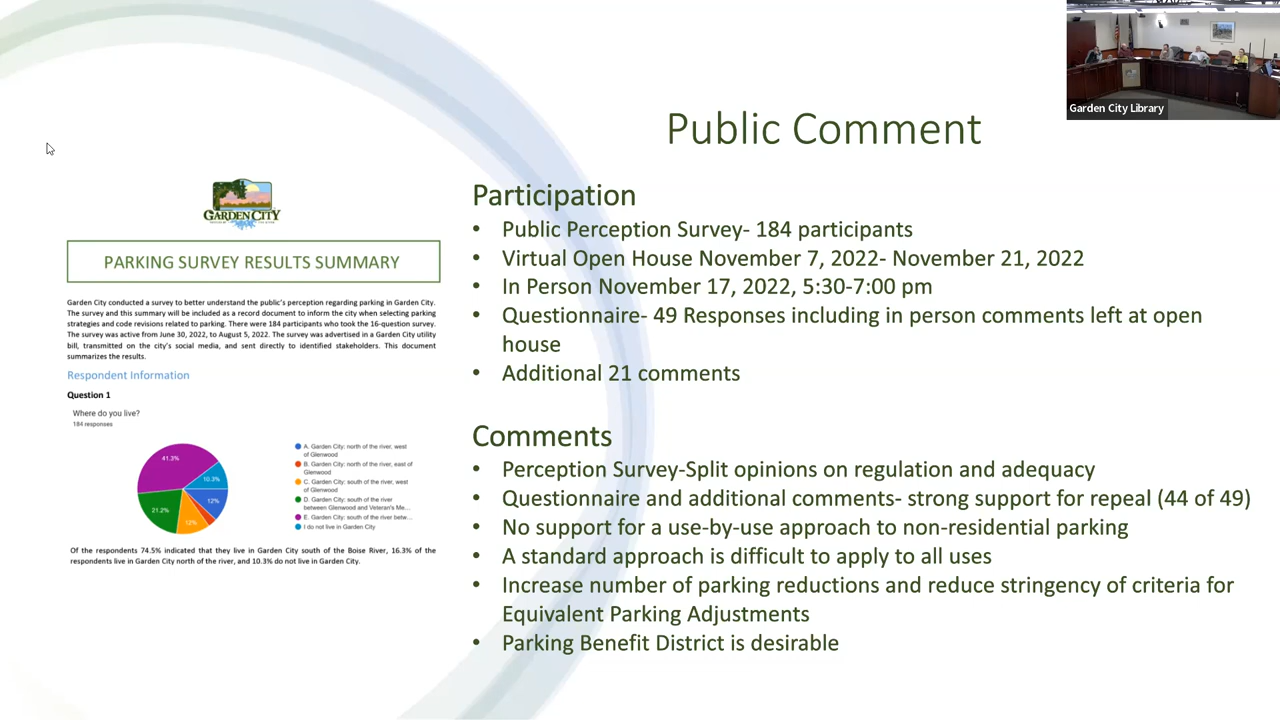 Garden City Library
Public Comment
GARDEN CITY
PARKING SURVEY RESULTS SUMMARY
Garden City conducted a survey to better understand the public's perception regarding parking in Garden City.
The survey and this summary will be included as a record document to inform the city when selecting parking
strategies and code revisions related to parking. There were 184 participants who took the 16-question survey.
The survey was active from June 30, 2022, to August 5, 2022. The survey was advertised in a Garden City utility
bill, transmitted on the city's social media, and sent directly to identified stakeholders. This document
summarizes the results.
Respondent Information
Question 1
Where do you live?
184 responses
41.3%
10.3%
12%
12%
21.2%
A. Garden City: north of the river, west
of Glenwood
B. Garden City: north of the river, east of
Glenwood
C. Garden City: south of the river, west
of Glenwood
D. Garden City: south of the river
between Glenwood and Veteran's Me...
E. Garden City: south of the river betw...
I do not live in Garden City
Of the respondents 74.5% indicated that they live in Garden City south of the Boise River, 16.3% of the
respondents live in Garden City north of the river, and 10.3% do not live in Garden City.
Participation
• Public Perception Survey- 184 participants
• Virtual Open House November 7, 2022- November 21, 2022
• In Person November 17, 2022, 5:30-7:00 pm
• Questionnaire- 49 Responses including in person comments left at open
house
• Additional 21 comments
Comments
• Perception Survey-Split opinions on regulation and adequacy
• Questionnaire and additional comments- strong support for repeal (44 of 49)
• No support for a use-by-use approach to non-residential parking
• A standard approach is difficult to apply to all uses
• Increase number of parking reductions and reduce stringency of criteria for
Equivalent Parking Adjustments
• Parking Benefit District is desirable